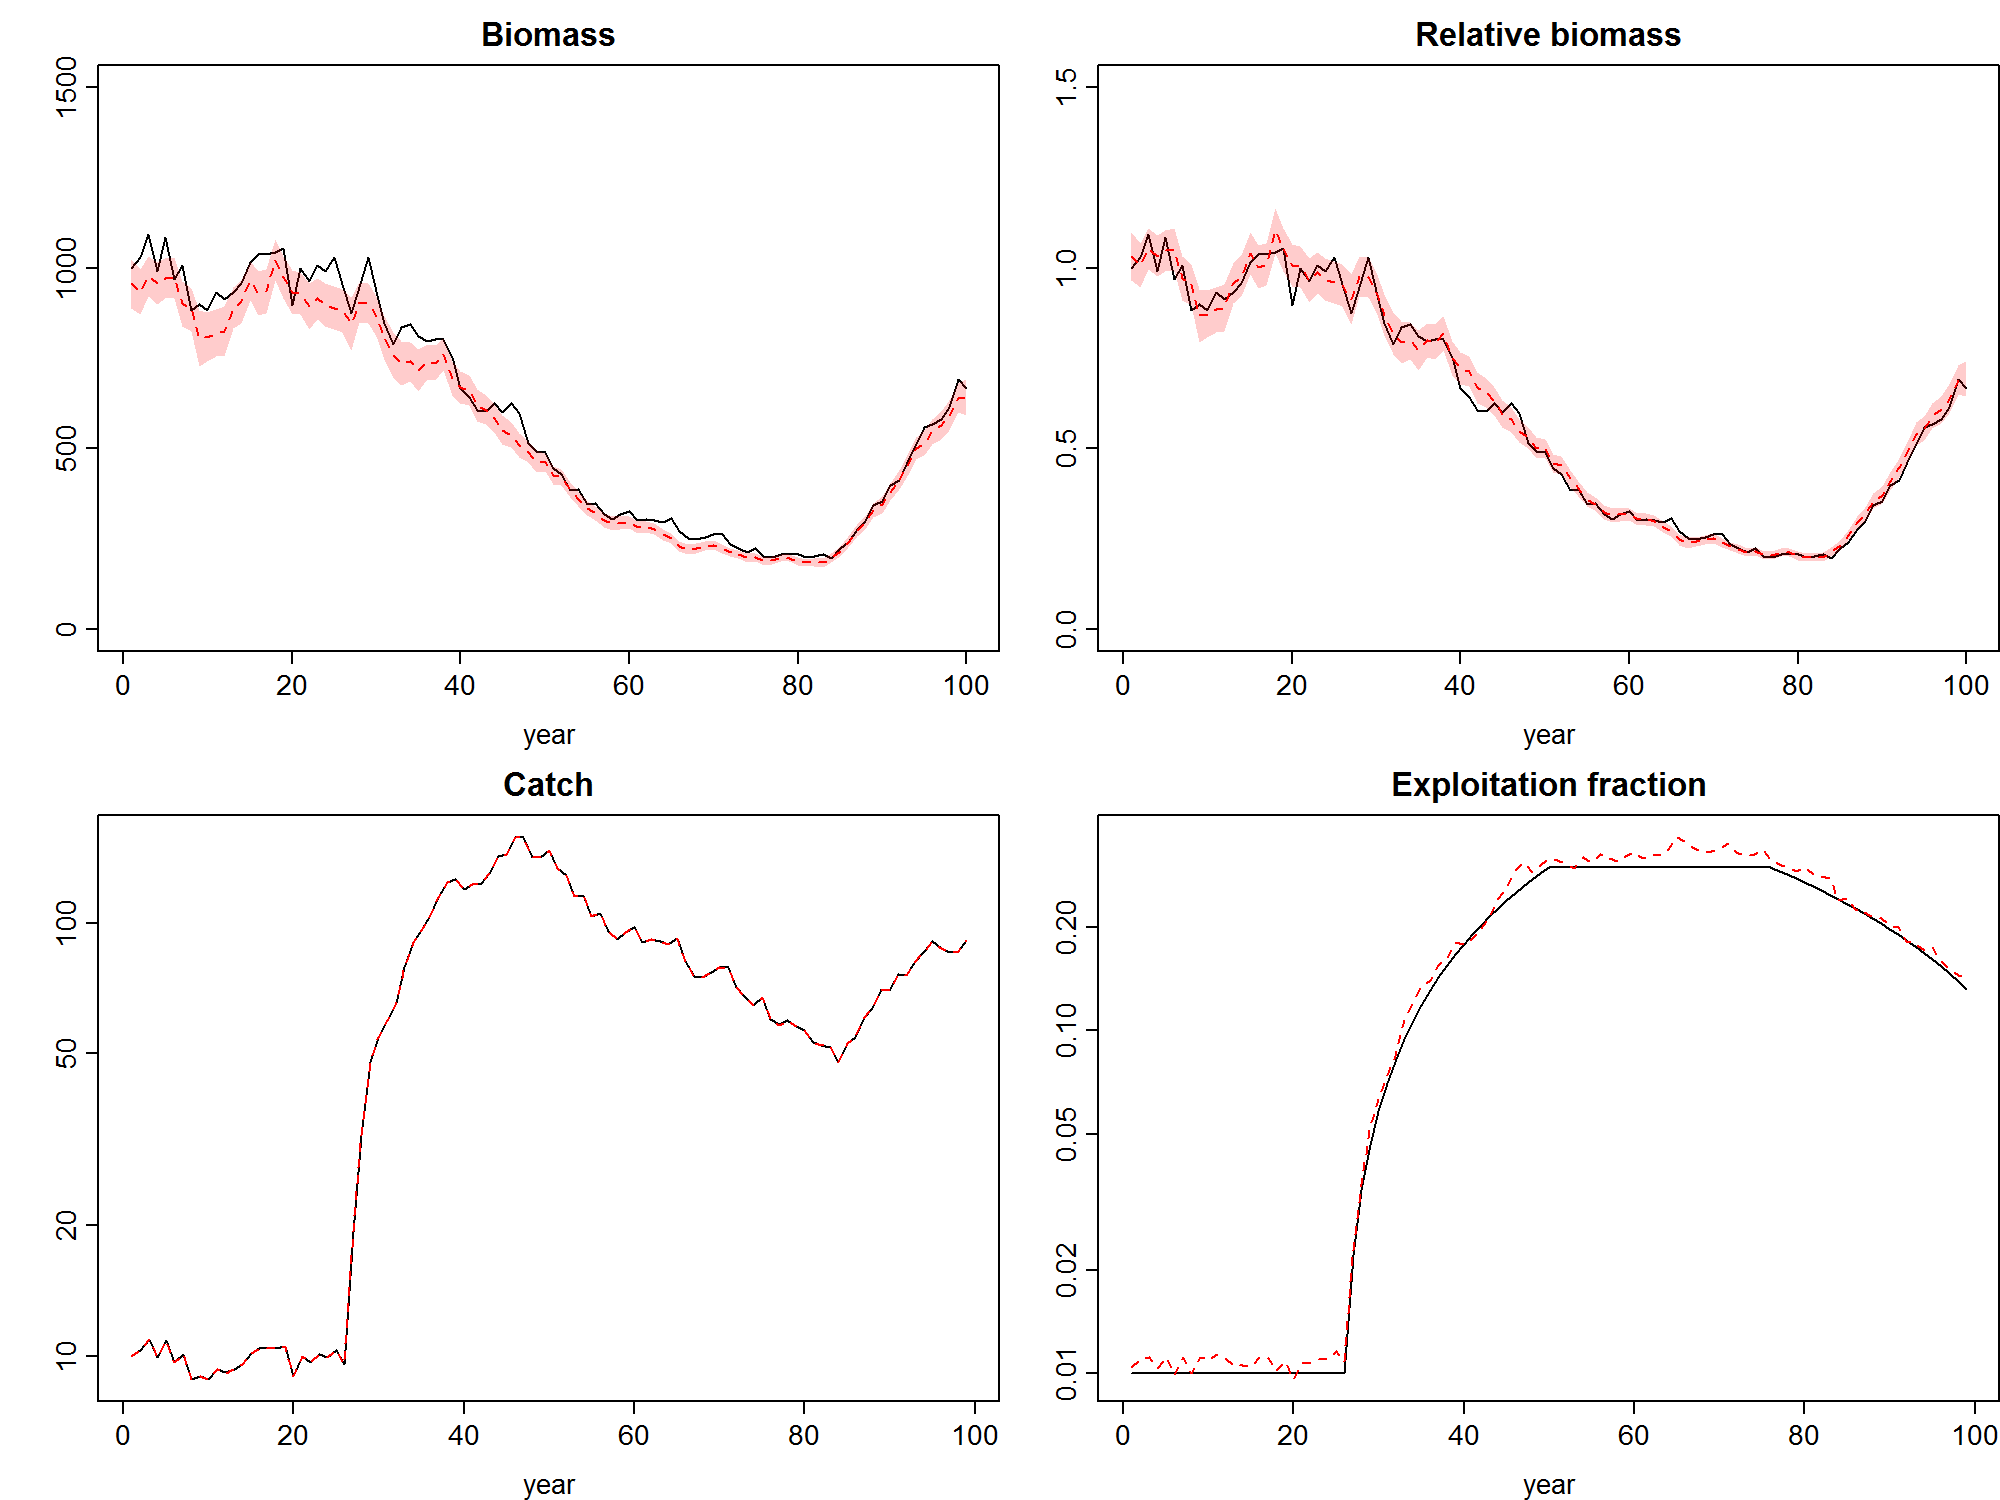 Biomass
1500
1000
500
0
0 20 40 60 80 100
year
Relative biomass
1.5
1.0
0.5
0.0
0 20 40 60 80 100
year
Catch
100
50
20
10
0 20 40 60 80 100
year
Exploitation fraction
0.20
0.10
0.05
0.02
0.01
0 20 40 60 80 100
year